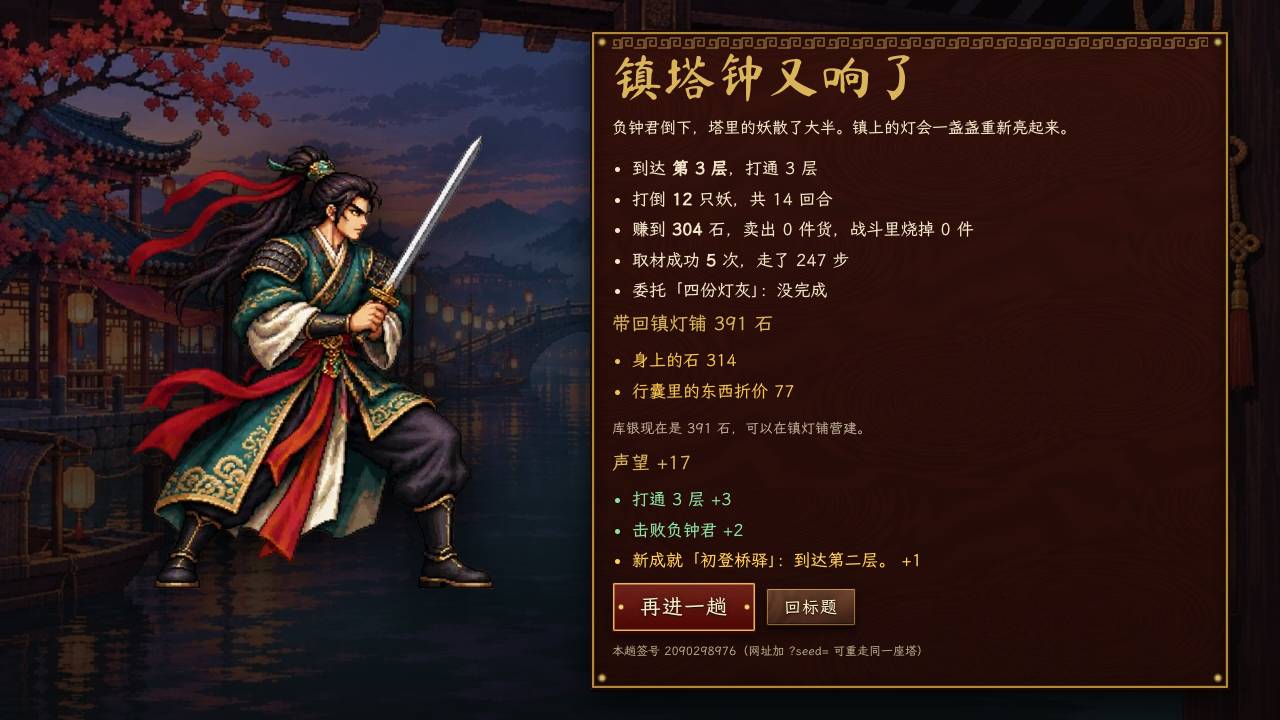 镇塔钟又响了
负钟君倒下，塔里的妖散了大半。镇上的灯会一盏盏重新亮起来。
• 到达 第 3 层，打通 3 层
• 打倒 12 只妖，共 14 回合
• 赚到 304 石，卖出 0 件货，战斗里烧掉 0 件
• 取材成功 5 次，走了 247 步
• 委托「四份灯灰」：没完成
带回镇灯铺 391 石
• 身上的石 314
• 行囊里的东西折价 77
库银现在是 391 石，可以在镇灯铺营建。
声望 +17
• 打通 3 层 +3
• 击败负钟君 +2
• 新成就「初登桥驿」：到达第二层。 +1
再进一趟
回标题
本趟签号 2090298976（网址加 ?seed= 可重走同一座塔）